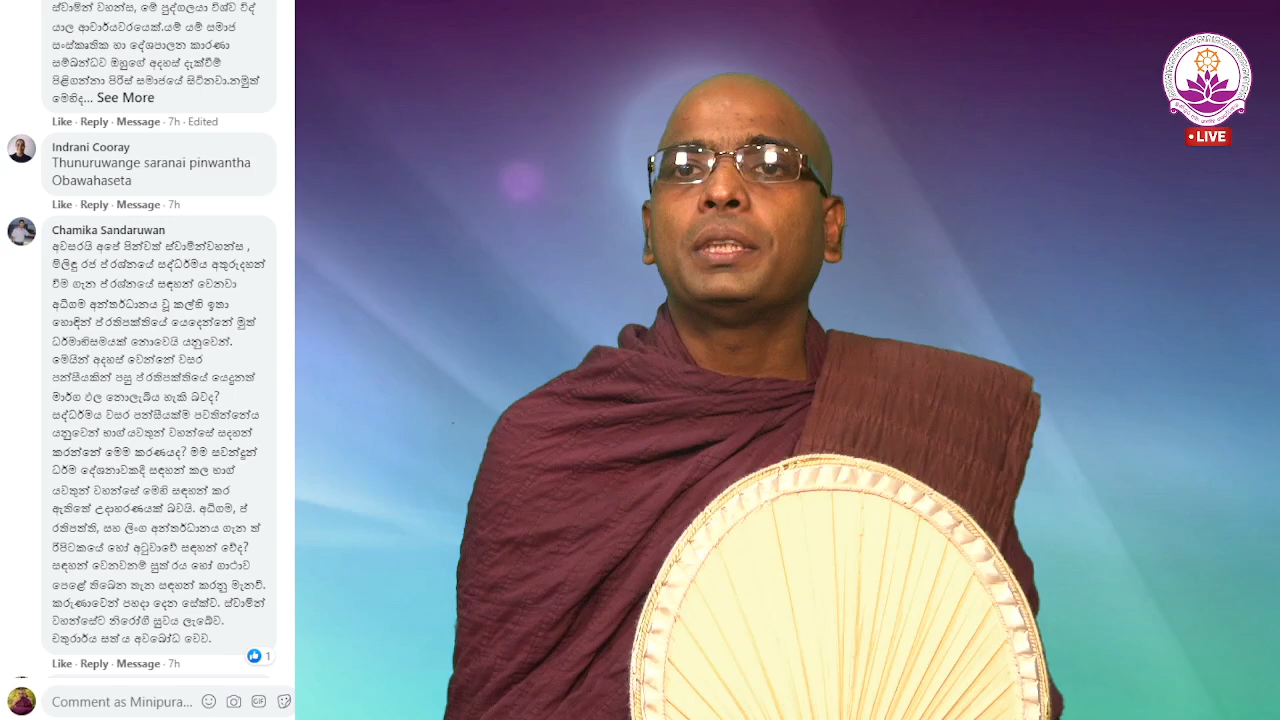 ස්වාමින් වහන්ස, මේ පුද්ගලයා විශ්ව විද්
යාල ආචාර්යවරයෙක්.යම් යම් සමාජ
සංස්කෘතික හා දේශපාලන කාරණා
සම්බන්ධව ඔහුගේ අදහස් දැක්වීම්
පිළිගන්නා පිරිස් සමාජයේ සිටිනවා.නමුත්
මෙහිද... See More
Like · Reply · Message · 7h · Edited
Indrani Cooray
Thunuruwange saranai pinwantha
Obawahaseta
Like · Reply · Message · 7h
Chamika Sandaruwan
අවසරයි අපේ පින්වත් ස්වාමින්වහන්ස ,
මිලිඳු රජ ප්‍රශ්නයේ සද්ධර්මය අතුරුදහන්
වීම ගැන ප්‍රශ්නයේ සඳහන් වෙනවා
අධිගම අන්තර්ධානය වූ කල්හි ඉතා
හොඳින් ප්‍රතිපක්තියේ යෙදෙන්නේ මුත්
ධර්මාභිසමයක් නොවෙයි යනුවෙන්.
මෙයින් අදහස් වෙන්නේ වසර
පන්සීයකින් පසු ප්‍රතිපක්තියේ යෙදුනත්
මාර්ග ඵල නොලැබිය හැකි බවද?
සද්ධර්මය වසර පන්සීයක්ම පවතින්නේය
යනුවෙන් භාග්‍යවතුන් වහන්සේ සදහන්
කරන්නේ මෙම කරණයද? මම සවන්දුන්
ධර්ම දේශනාවකදී සඳහන් කල භාග්
යවතුන් වහන්සේ මෙහි සඳහන් කර
ඇත්තේ උදාහරණයක් බවයි. අධිගම, ප්
රතිපක්ති, සහ ලිංග අන්තර්ධානය ගැන ත්
රිපිටකයේ හෝ අටුවාවේ සඳහන් වේද?
සඳහන් වෙනවනම් සූත්‍රය හෝ ගාථාව
පෙළේ තිබෙන තැන සඳහන් කරනු මැනවි.
කරුණාවෙන් පහදා දෙන සේක්ව. ස්වාමින්
වහන්සේට නිරෝගී සුවය ලැබේව.
චතුරාර්ය සත්‍ය අවබෝධ වේව.
1
Like · Reply · Message · 7h
Comment as Minipura...
LIVE